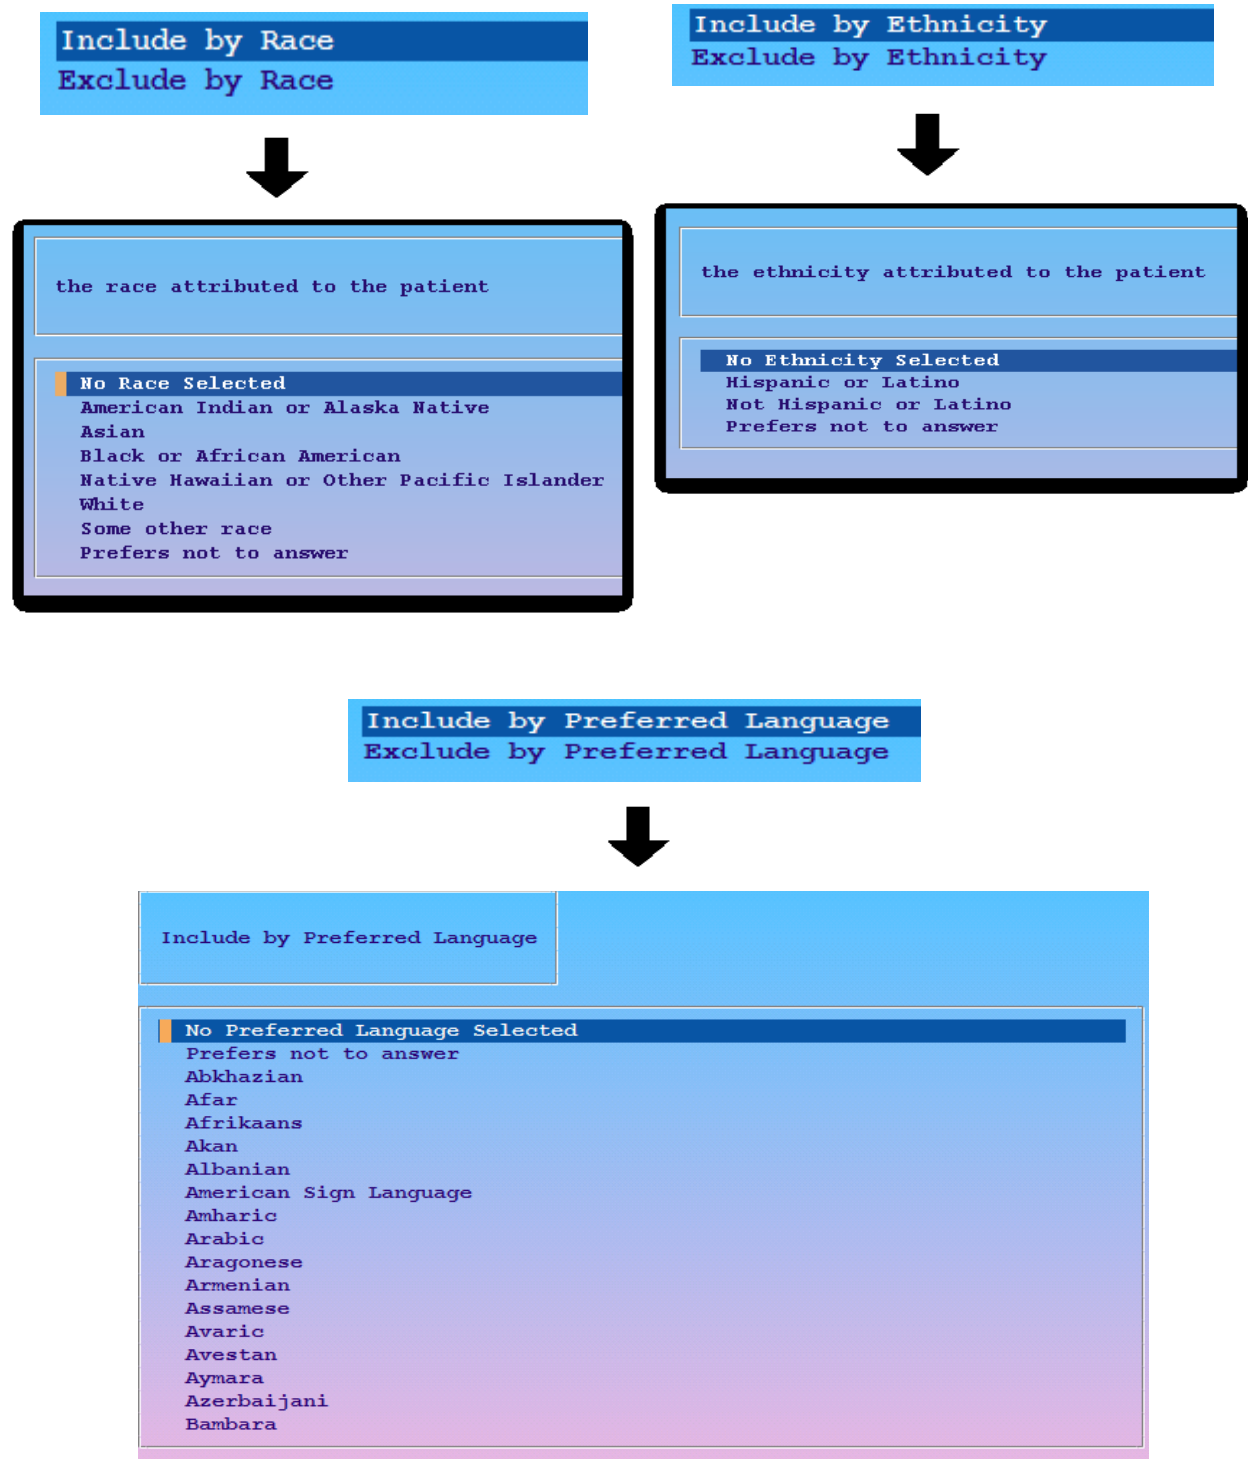 Include by Race
Exclude by Race
the race attributed to the patient
No Race Selected
American Indian or Alaska Native
Asian
Black or African American
Native Hawaiian or Other Pacific Islander
White
Some other race
Prefers not to answer
Include by Ethnicity
Exclude by Ethnicity
the ethnicity attributed to the patient
No Ethnicity Selected
Hispanic or Latino
Not Hispanic or Latino
Prefers not to answer
Include by Preferred Language
Exclude by Preferred Language
Include by Preferred Language
No Preferred Language Selected
Prefers not to answer
Abkhazian
Afar
Afrikaans
Akan
Albanian
American Sign Language
Amharic
Arabic
Aragonese
Armenian
Assamese
Avaric
Avestan
Aymara
Azerbaijani
Bambara